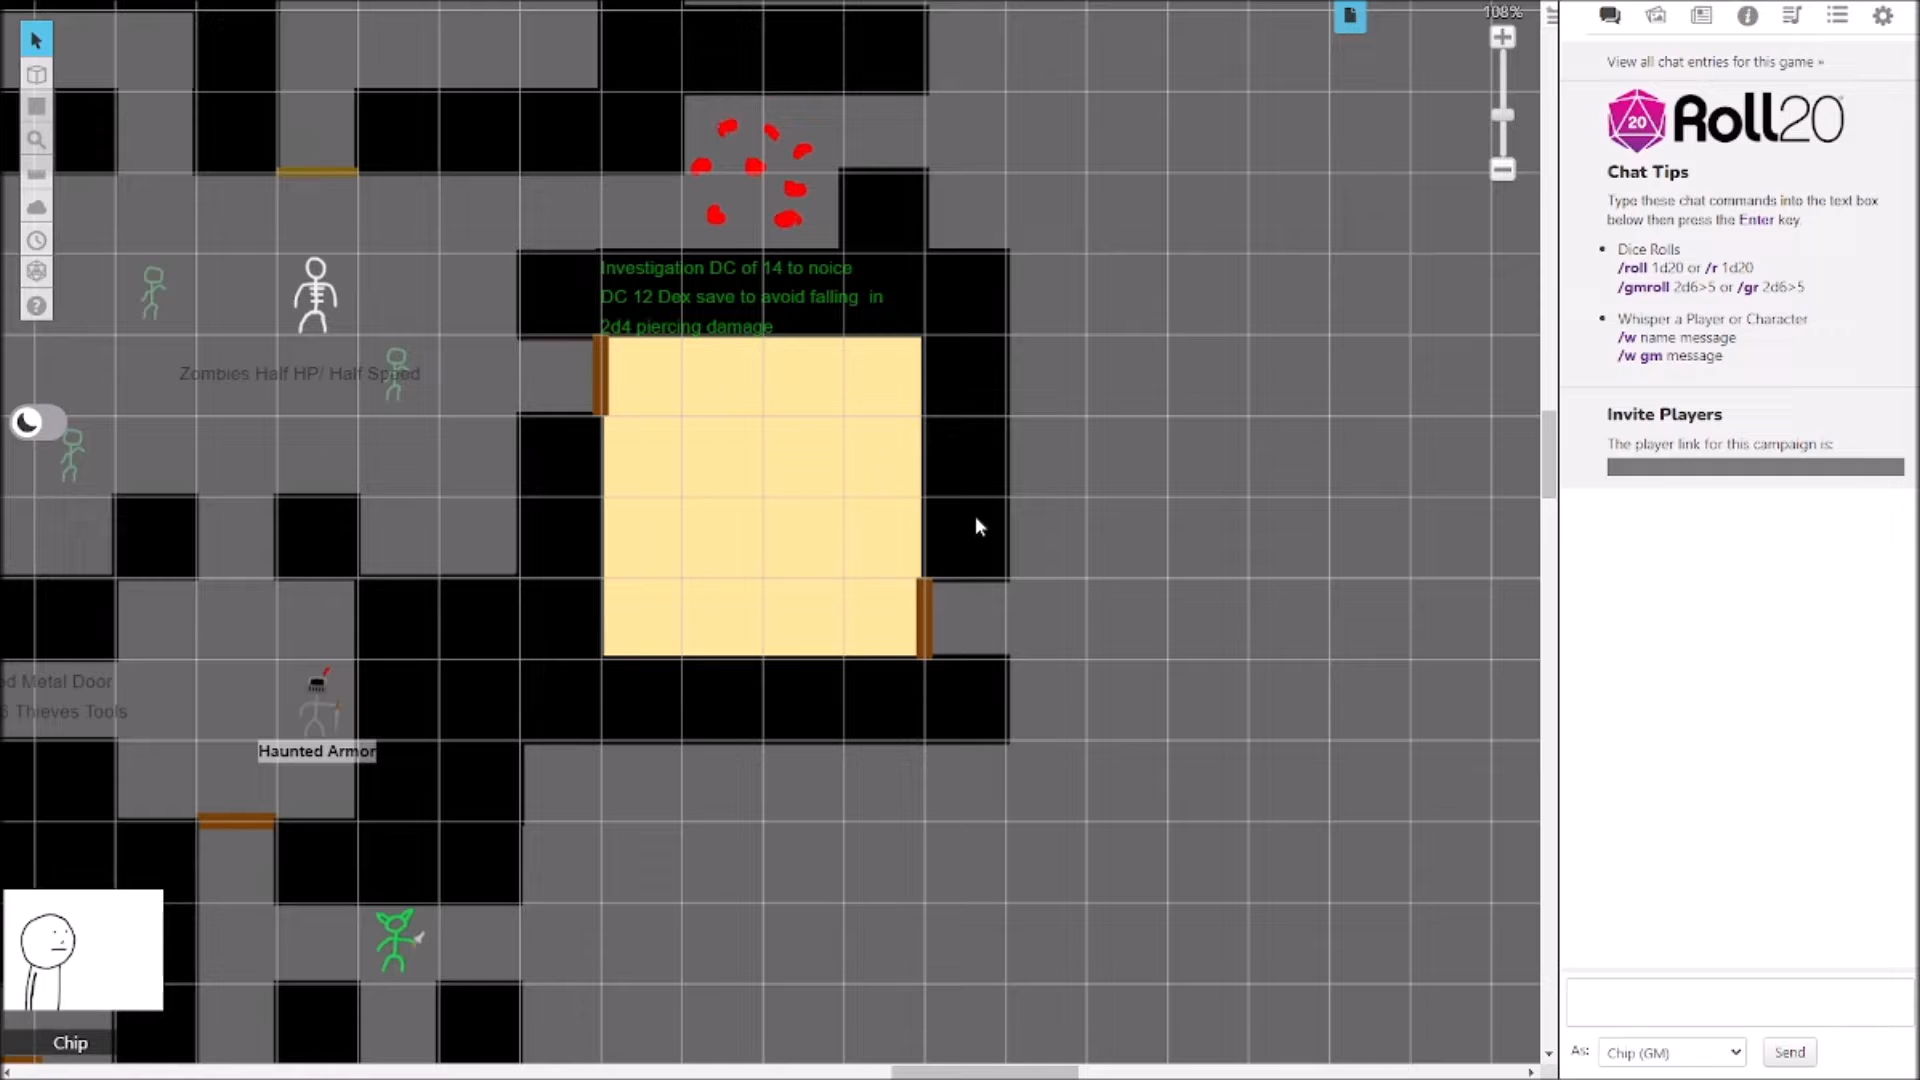 108%
View all chat entries for this game »
20
Roll20
Chat Tips
Type these chat commands into the text box
below then press the Enter key.
Dice Rolls
/roll 1d20 or /r 1d20
/gmroll 2d6>5 or /gr 2d6>5
Whisper a Player or Character
/w name message
/w gm message
Invite Players
The player link for this campaign is:
Investigation DC of 14 to noice
DC 12 Dex save to avoid falling in
2d4 piercing damage
Zombies Half HP/ Half Speed
Metal Door
Thieves Tools
Haunted Armor
Chip
As:
Chip (GM)
Send